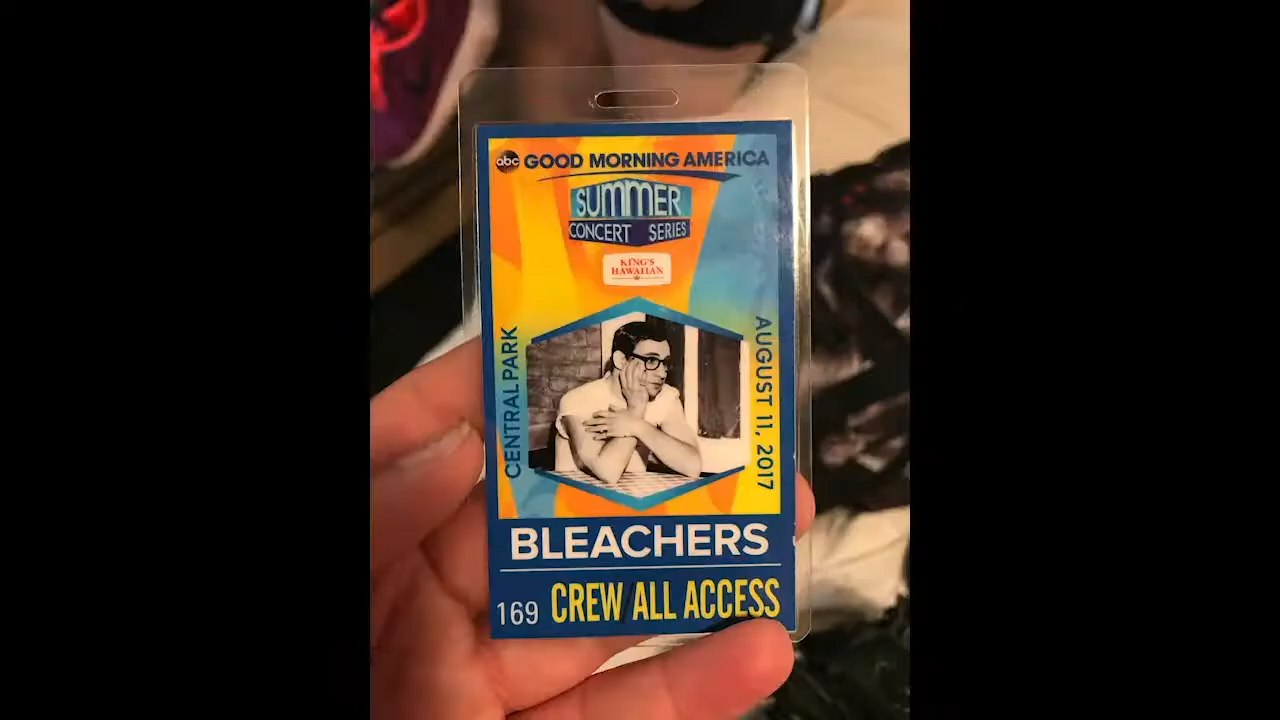 abc GOOD MORNING AMERICA
SUMMER
CONCERT SERIES
KING'S
HAWAIIAN
CENTRAL PARK
AUGUST 11, 2017
BLEACHERS
169 CREW/ALL ACCESS